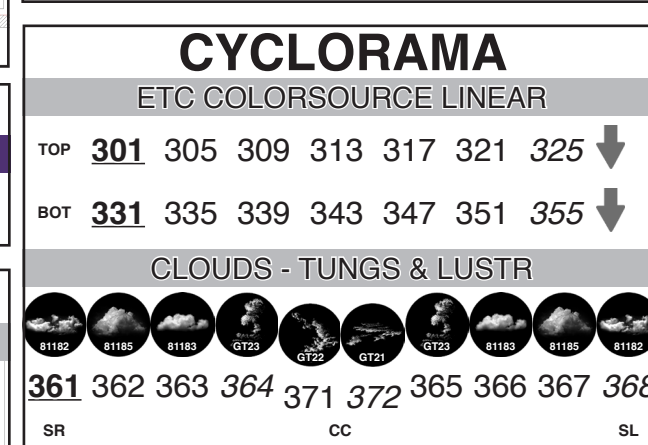 CYCLORAMA
ETC COLORSOURCE LINEAR
TOP 301 305 309 313 317 321 325
BOT 331 335 339 343 347 351 355
CLOUDS - TUNGS & LUSTR
81182 81185 81183 GT23 GT22 GT21 GT23 81183 81185 81182
361 362 363 364 371 372 365 366 367 368
SR CC SL